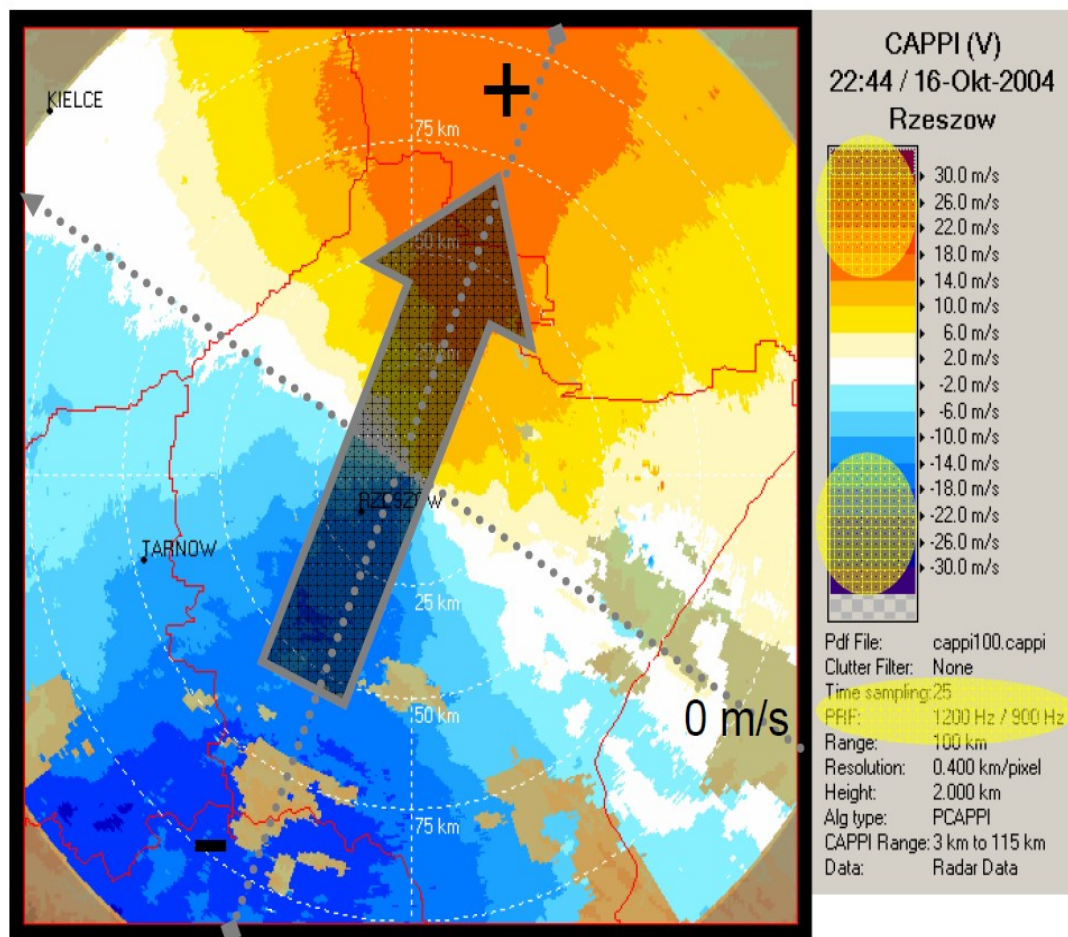 CAPPI (V)
22:44 / 16-Okt-2004
Rzeszow
30.0 m/s
26.0 m/s
22.0 m/s
18.0 m/s
14.0 m/s
10.0 m/s
6.0 m/s
2.0 m/s
-2.0 m/s
-6.0 m/s
-10.0 m/s
-14.0 m/s
-18.0 m/s
-22.0 m/s
-26.0 m/s
-30.0 m/s
Pdf File: cappi100.cappi
Clutter Filter: None
Time sampling:25
PRF: 1200 Hz / 900 Hz
Range: 100 km
Resolution: 0.400 km/pixel
Height: 2.000 km
Alg type: PCAPPI
CAPPI Range: 3 km to 115 km
Data: Radar Data
+
KIELCE
75 km
50 km
25 km
RZESZOW
TARNOW
25 km
50 km
0 m/s
75 km
-